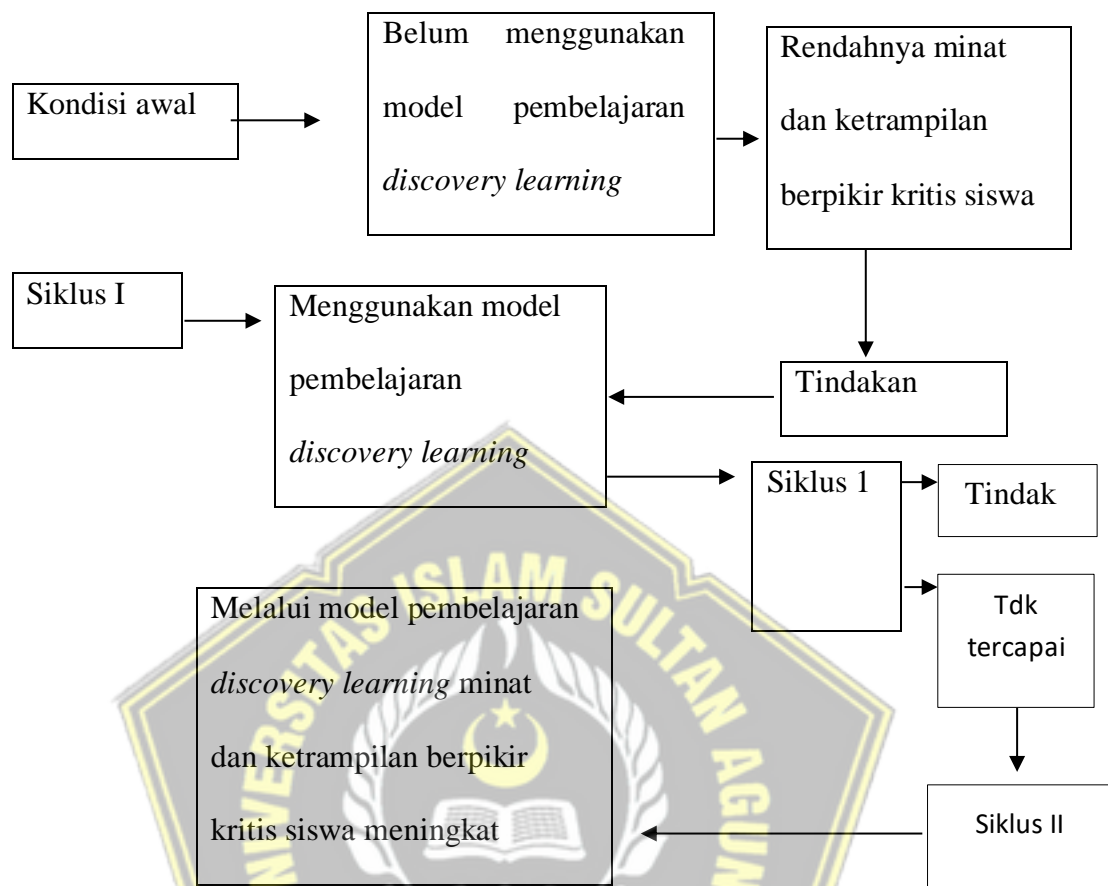 Kondisi awal
Belum menggunakan
model pembelajaran
discovery learning
Rendahnya minat
dan ketrampilan
berpikir kritis siswa
Siklus I
Menggunakan model
pembelajaran
discovery learning
Tindakan
Siklus 1
Tindak
Tdk
tercapai
Melalui model pembelajaran
discovery learning minat
dan ketrampilan berpikir
kritis siswa meningkat
Siklus II
UNIVERSITAS ISLAM SULTAN AGUN